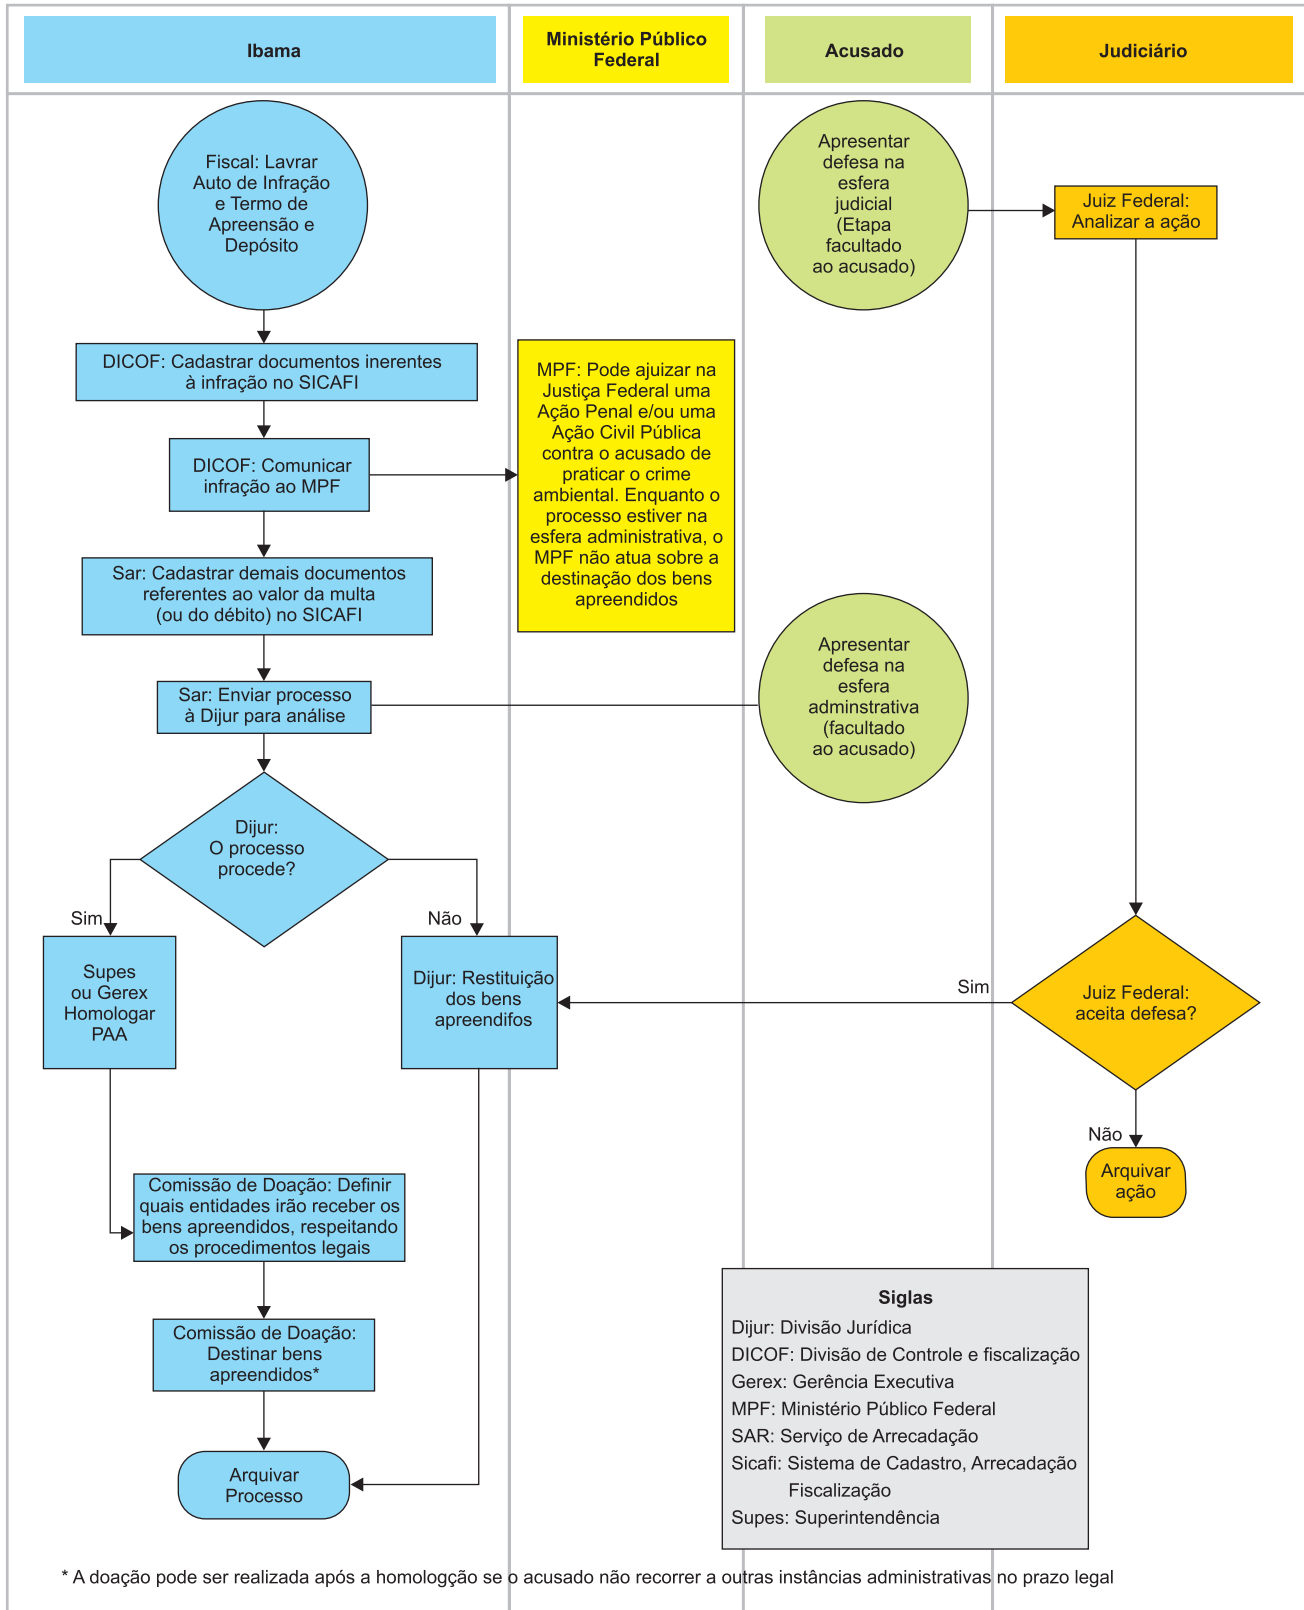 Ibama
Ministério Público
Federal
Acusado
Judiciário
Fiscal: Lavrar
Auto de Infração
e Termo de
Apreensão e
Depósito
DICOF: Cadastrar documentos inerentes
à infração no SICAFI
DICOF: Comunicar
infração ao MPF
Sar: Cadastrar demais documentos
referentes ao valor da multa
(ou do débito) no SICAFI
Sar: Enviar processo
à Dijur para análise
Dijur:
O processo
procede?
Sim
Não
Supes
ou Gerex
Homologar
PAA
Dijur: Restituição
dos bens
apreendifos
Comissão de Doação: Definir
quais entidades irão receber os
bens apreendidos, respeitando
os procedimentos legais
Comissão de Doação:
Destinar bens
apreendidos*
Arquivar
Processo
MPF: Pode ajuizar na
Justiça Federal uma
Ação Penal e/ou uma
Ação Civil Pública
contra o acusado de
praticar o crime
ambiental. Enquanto o
processo estiver na
esfera administrativa, o
MPF não atua sobre a
destinação dos bens
apreendidos
Apresentar
defesa na
esfera
judicial
(Etapa
facultado
ao acusado)
Apresentar
defesa na
esfera
adminstrativa
(facultado
ao acusado)
Juiz Federal:
Analizar a ação
Juiz Federal:
aceita defesa?
Sim
Não
Arquivar
ação
Siglas
Dijur: Divisão Jurídica
DICOF: Divisão de Controle e fiscalização
Gerex: Gerência Executiva
MPF: Ministério Público Federal
SAR: Serviço de Arrecadação
Sicafi: Sistema de Cadastro, Arrecadação
Fiscalização
Supes: Superintendência
* A doação pode ser realizada após a homologção se o acusado não recorrer a outras instâncias administrativas no prazo legal